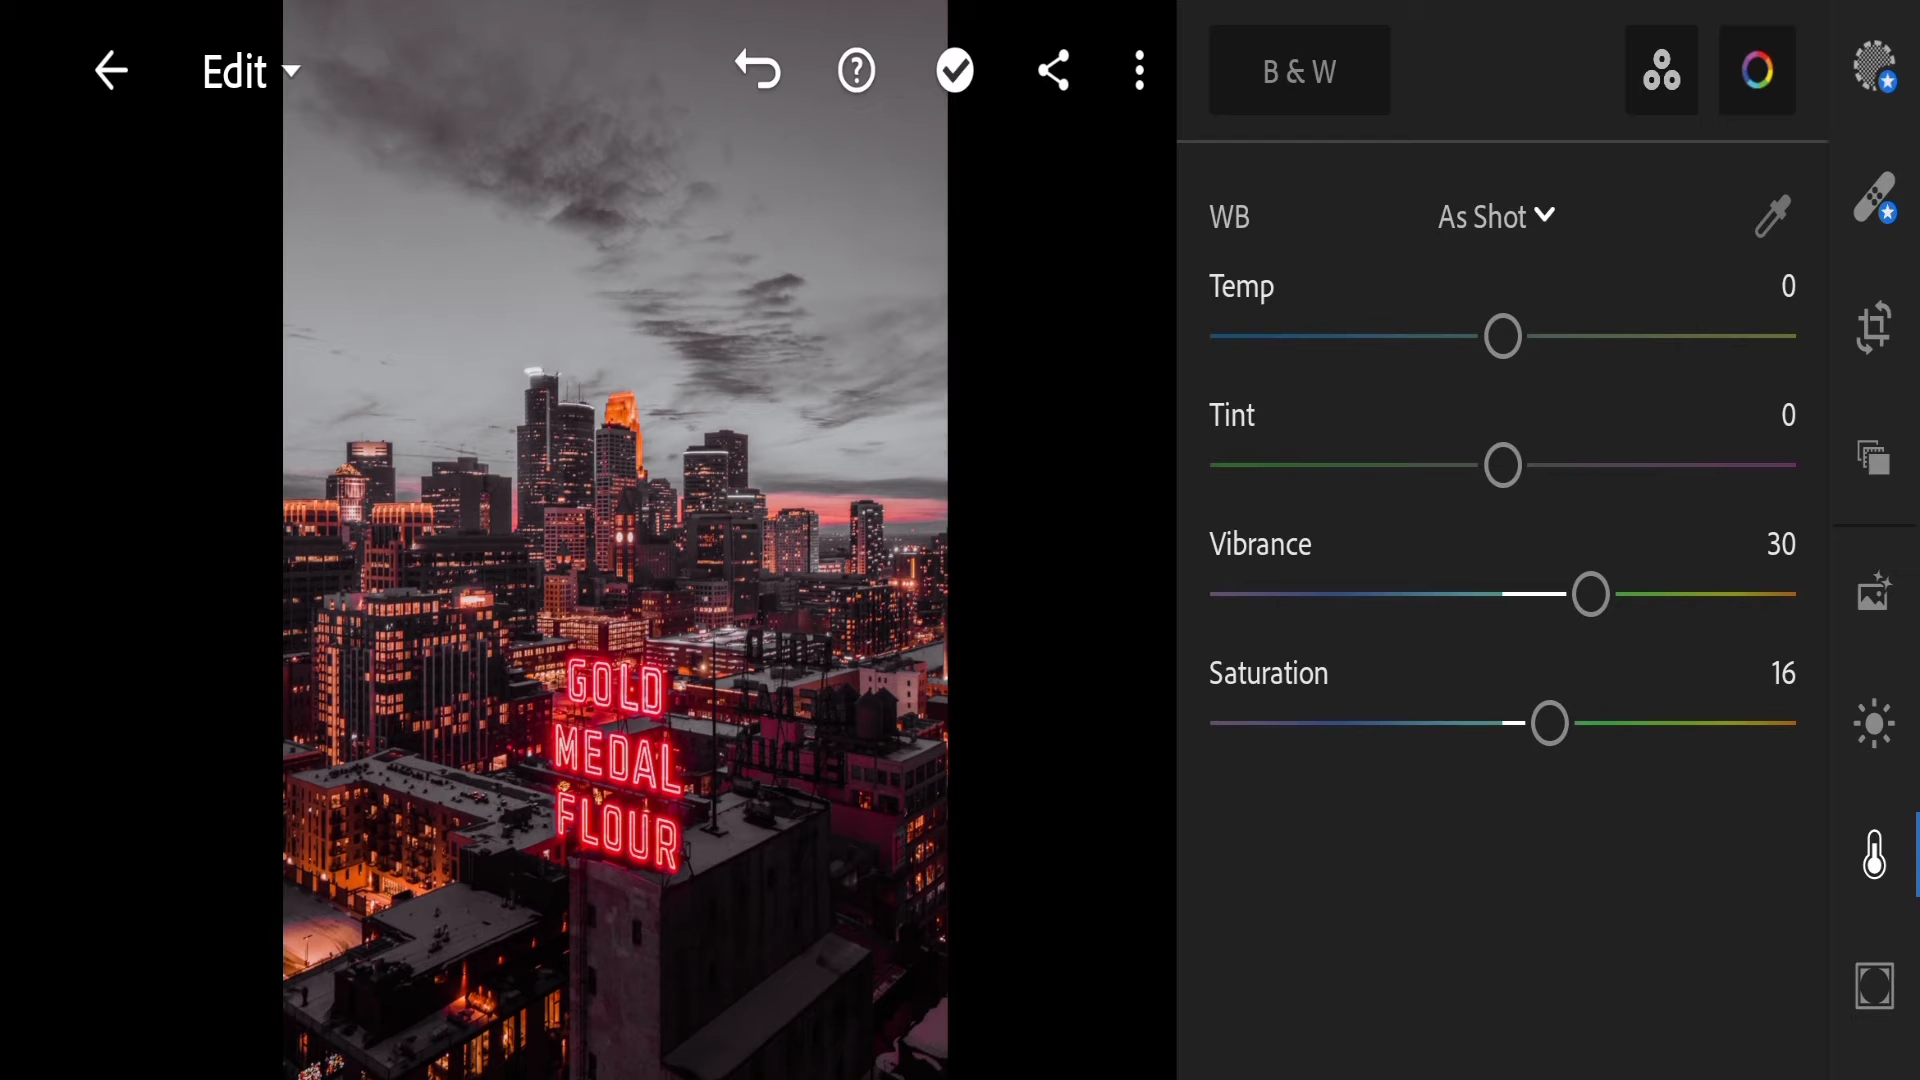 Edit
B & W
WB As Shot
Temp 0
Tint 0
Vibrance 30
Saturation 16
GOLD
MEDAL
FLOUR